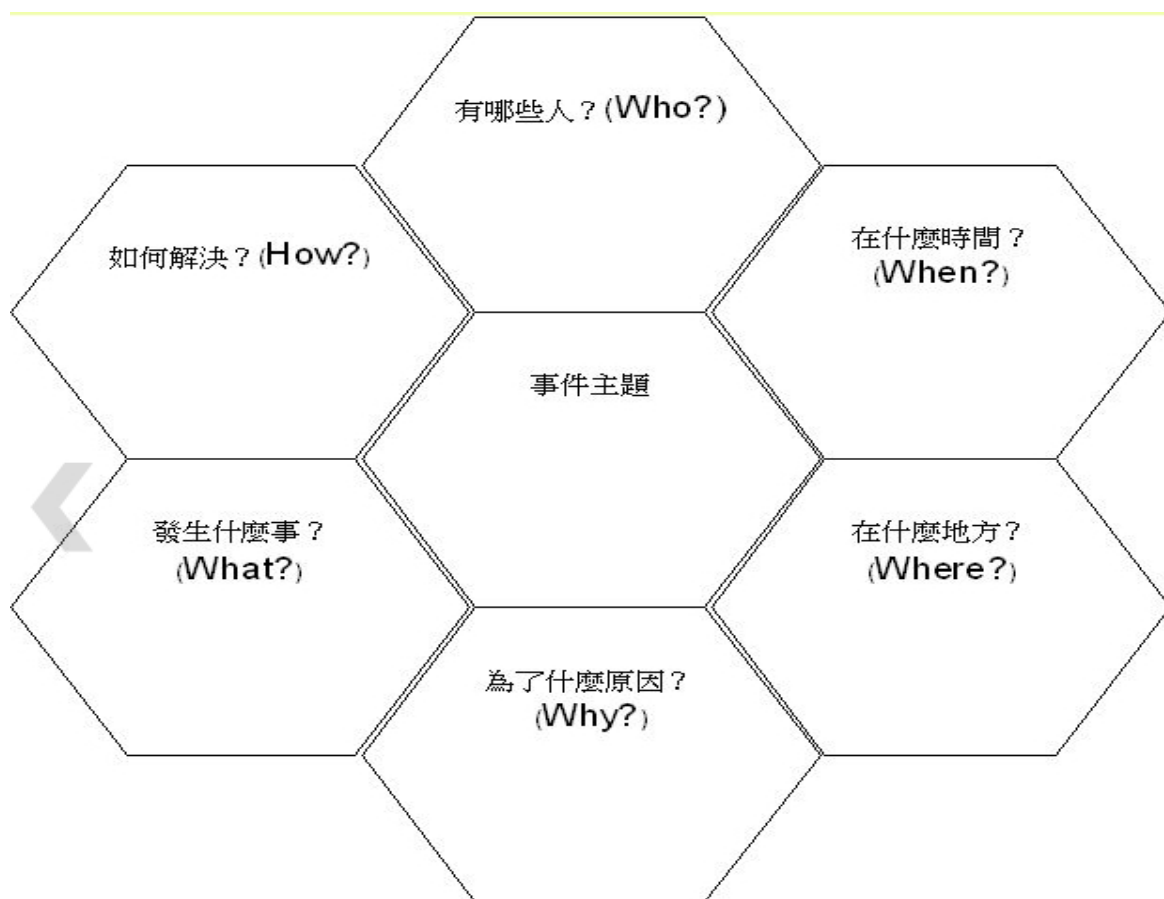 有哪些人？(Who?)
如何解決？(How?)
在什麼時間？
(When?)
事件主題
發生什麼事？
(What?)
在什麼地方？
(Where?)
為了什麼原因？
(Why?)